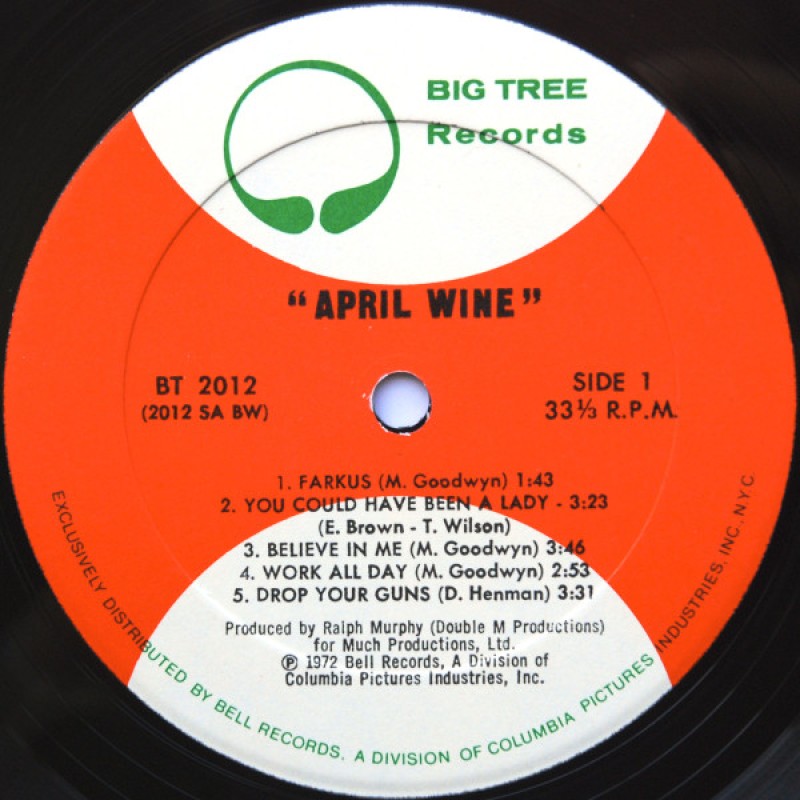 BIG TREE
Records
"APRIL WINE"
BT 2012
(2012 SA BW)
SIDE 1
33⅓ R.P.M.
1. FARKUS (M. Goodwyn) 1:43
2. YOU COULD HAVE BEEN A LADY - 3:23
(E. Brown - T. Wilson)
3. BELIEVE IN ME (M. Goodwyn) 3:46
4. WORK ALL DAY (M. Goodwyn) 2:53
5. DROP YOUR GUNS (D. Henman) 3:31
Produced by Ralph Murphy (Double M Productions)
for Much Productions, Ltd.
℗ 1972 Bell Records, A Division of
Columbia Pictures Industries, Inc.
EXCLUSIVELY DISTRIBUTED BY BELL RECORDS, A DIVISION OF COLUMBIA PICTURES INDUSTRIES, INC., N.Y.C.